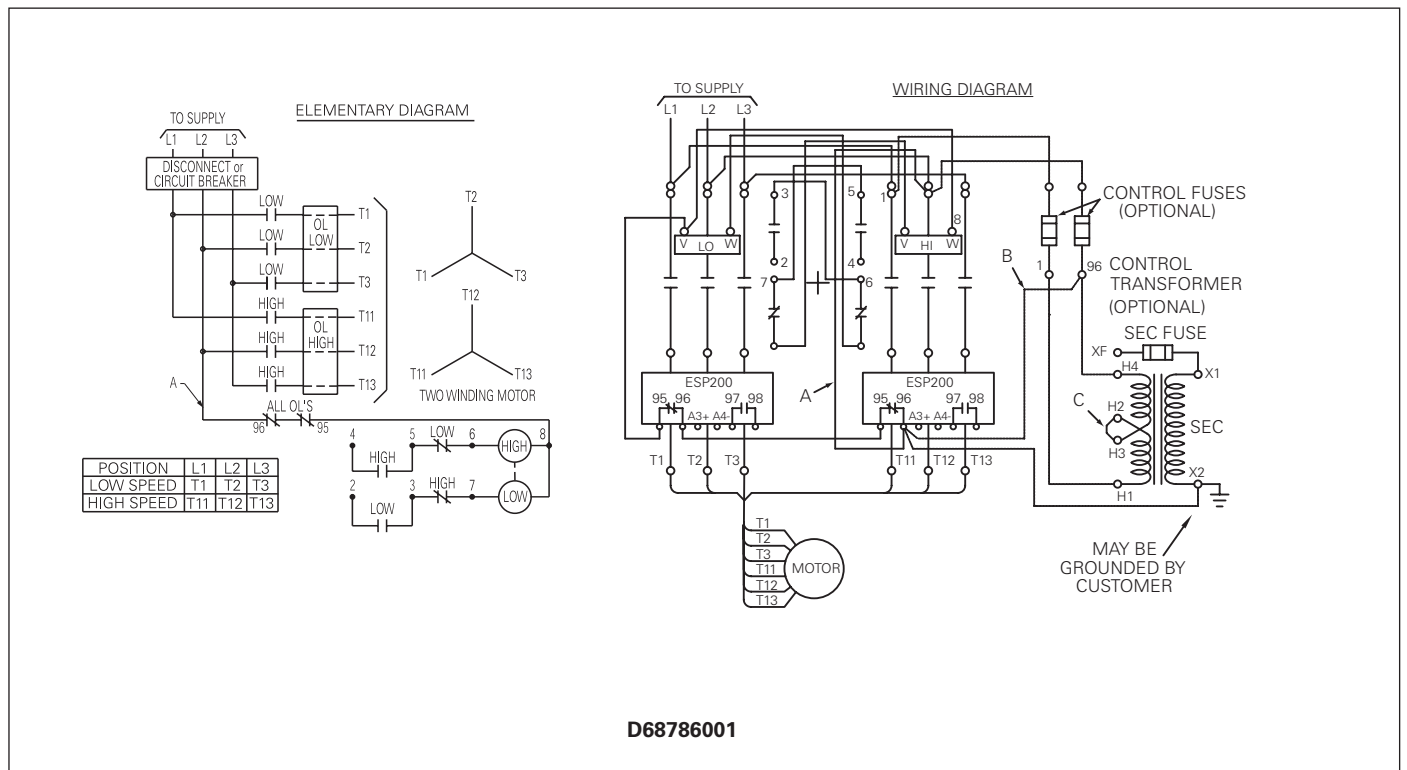 ELEMENTARY DIAGRAM
TO SUPPLY
L1 L2 L3
DISCONNECT or
CIRCUIT BREAKER
LOW
T1
OL
LOW
LOW
T2
LOW
T3
HIGH
T11
OL
HIGH
HIGH
T12
HIGH
T13
A
ALL OL'S
96 95
4 5 LOW 6 HIGH 8
HIGH
2 3 HIGH 7 LOW
LOW
T2
T1 T3
T12
T11 T13
TWO WINDING MOTOR
POSITION L1 L2 L3
LOW SPEED T1 T2 T3
HIGH SPEED T11 T12 T13
WIRING DIAGRAM
TO SUPPLY
L1 L2 L3
3 5 1 8
V LO W
V HI W
2 4
7 6
CONTROL FUSES
(OPTIONAL)
B
1 96
CONTROL
TRANSFORMER
(OPTIONAL)
SEC FUSE
XF
H4 X1
C H2
H3
SEC
H1 X2
A
ESP200
95 96 97 98
A3+ A4-
ESP200
95 96 97 98
A3+ A4-
T1 T2 T3
T11 T12 T13
T1
T2
T3
T11
T12
T13
MOTOR
MAY BE
GROUNDED BY
CUSTOMER
D68786001